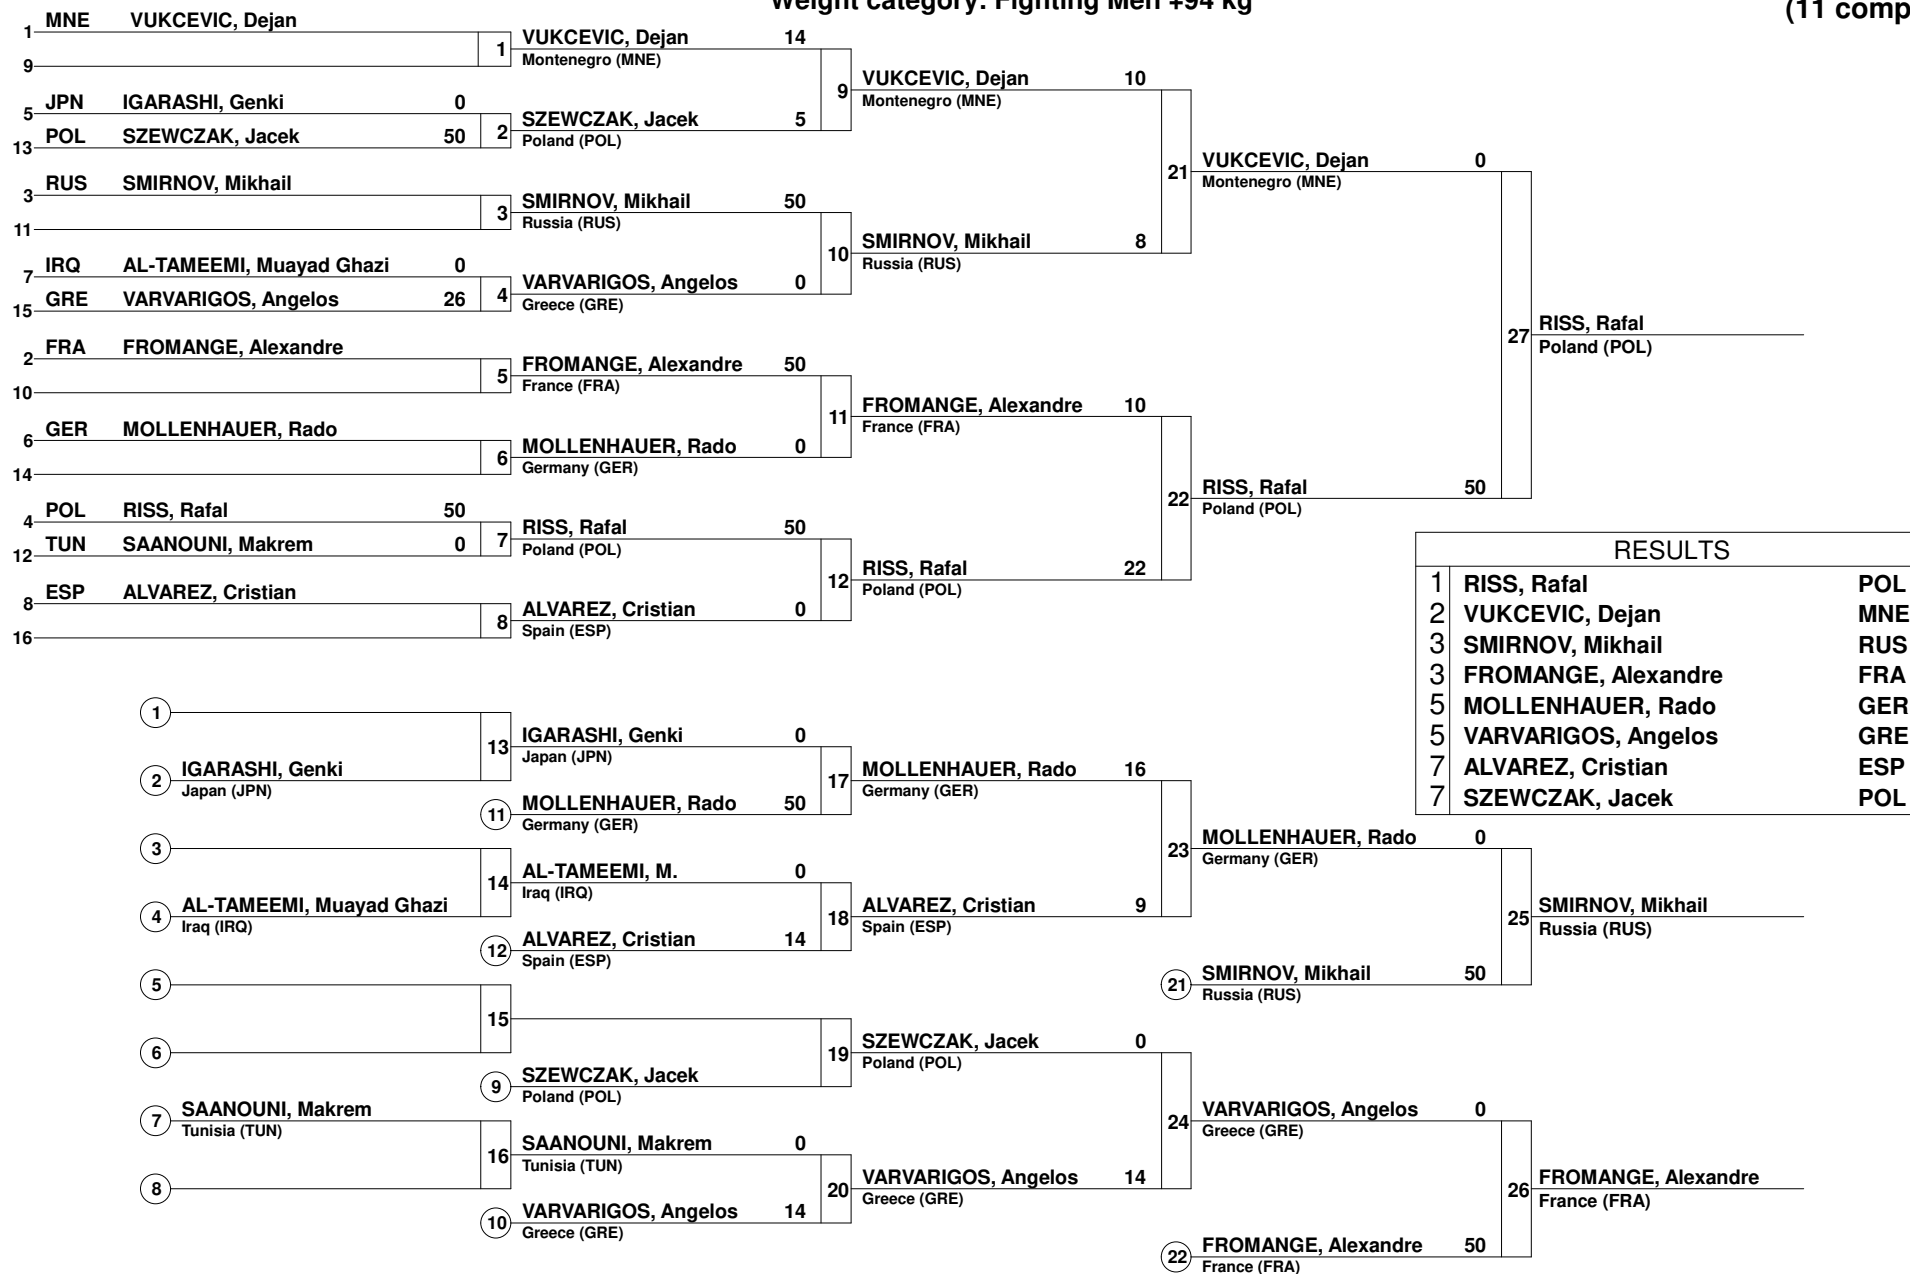 Weight category: Fighting Men +94 kg
(11 comp
1 MNE VUKCEVIC, Dejan
9
1 VUKCEVIC, Dejan 14
Montenegro (MNE)
5 JPN IGARASHI, Genki 0
13 POL SZEWCZAK, Jacek 50
2 SZEWCZAK, Jacek 5
Poland (POL)
9 VUKCEVIC, Dejan 10
Montenegro (MNE)
3 RUS SMIRNOV, Mikhail
11
3 SMIRNOV, Mikhail 50
Russia (RUS)
7 IRQ AL-TAMEEMI, Muayad Ghazi 0
15 GRE VARVARIGOS, Angelos 26
4 VARVARIGOS, Angelos 0
Greece (GRE)
10 SMIRNOV, Mikhail 8
Russia (RUS)
21 VUKCEVIC, Dejan 0
Montenegro (MNE)
2 FRA FROMANGE, Alexandre
10
5 FROMANGE, Alexandre 50
France (FRA)
6 GER MOLLENHAUER, Rado
14
6 MOLLENHAUER, Rado 0
Germany (GER)
11 FROMANGE, Alexandre 10
France (FRA)
4 POL RISS, Rafal 50
12 TUN SAANOUNI, Makrem 0
7 RISS, Rafal 50
Poland (POL)
8 ESP ALVAREZ, Cristian
16
8 ALVAREZ, Cristian 0
Spain (ESP)
12 RISS, Rafal 22
Poland (POL)
22 RISS, Rafal 50
Poland (POL)
27 RISS, Rafal
Poland (POL)
RESULTS
1 RISS, Rafal POL
2 VUKCEVIC, Dejan MNE
3 SMIRNOV, Mikhail RUS
3 FROMANGE, Alexandre FRA
5 MOLLENHAUER, Rado GER
5 VARVARIGOS, Angelos GRE
7 ALVAREZ, Cristian ESP
7 SZEWCZAK, Jacek POL
1
2 IGARASHI, Genki
Japan (JPN)
13 IGARASHI, Genki 0
Japan (JPN)
11 MOLLENHAUER, Rado 50
Germany (GER)
17 MOLLENHAUER, Rado 16
Germany (GER)
3
4 AL-TAMEEMI, Muayad Ghazi
Iraq (IRQ)
14 AL-TAMEEMI, M. 0
Iraq (IRQ)
12 ALVAREZ, Cristian 14
Spain (ESP)
18 ALVAREZ, Cristian 9
Spain (ESP)
23 MOLLENHAUER, Rado 0
Germany (GER)
21 SMIRNOV, Mikhail 50
Russia (RUS)
25 SMIRNOV, Mikhail
Russia (RUS)
5
6
15
9 SZEWCZAK, Jacek
Poland (POL)
19 SZEWCZAK, Jacek 0
Poland (POL)
7 SAANOUNI, Makrem
Tunisia (TUN)
8
16 SAANOUNI, Makrem 0
Tunisia (TUN)
10 VARVARIGOS, Angelos 14
Greece (GRE)
20 VARVARIGOS, Angelos 14
Greece (GRE)
24 VARVARIGOS, Angelos 0
Greece (GRE)
22 FROMANGE, Alexandre 50
France (FRA)
26 FROMANGE, Alexandre
France (FRA)